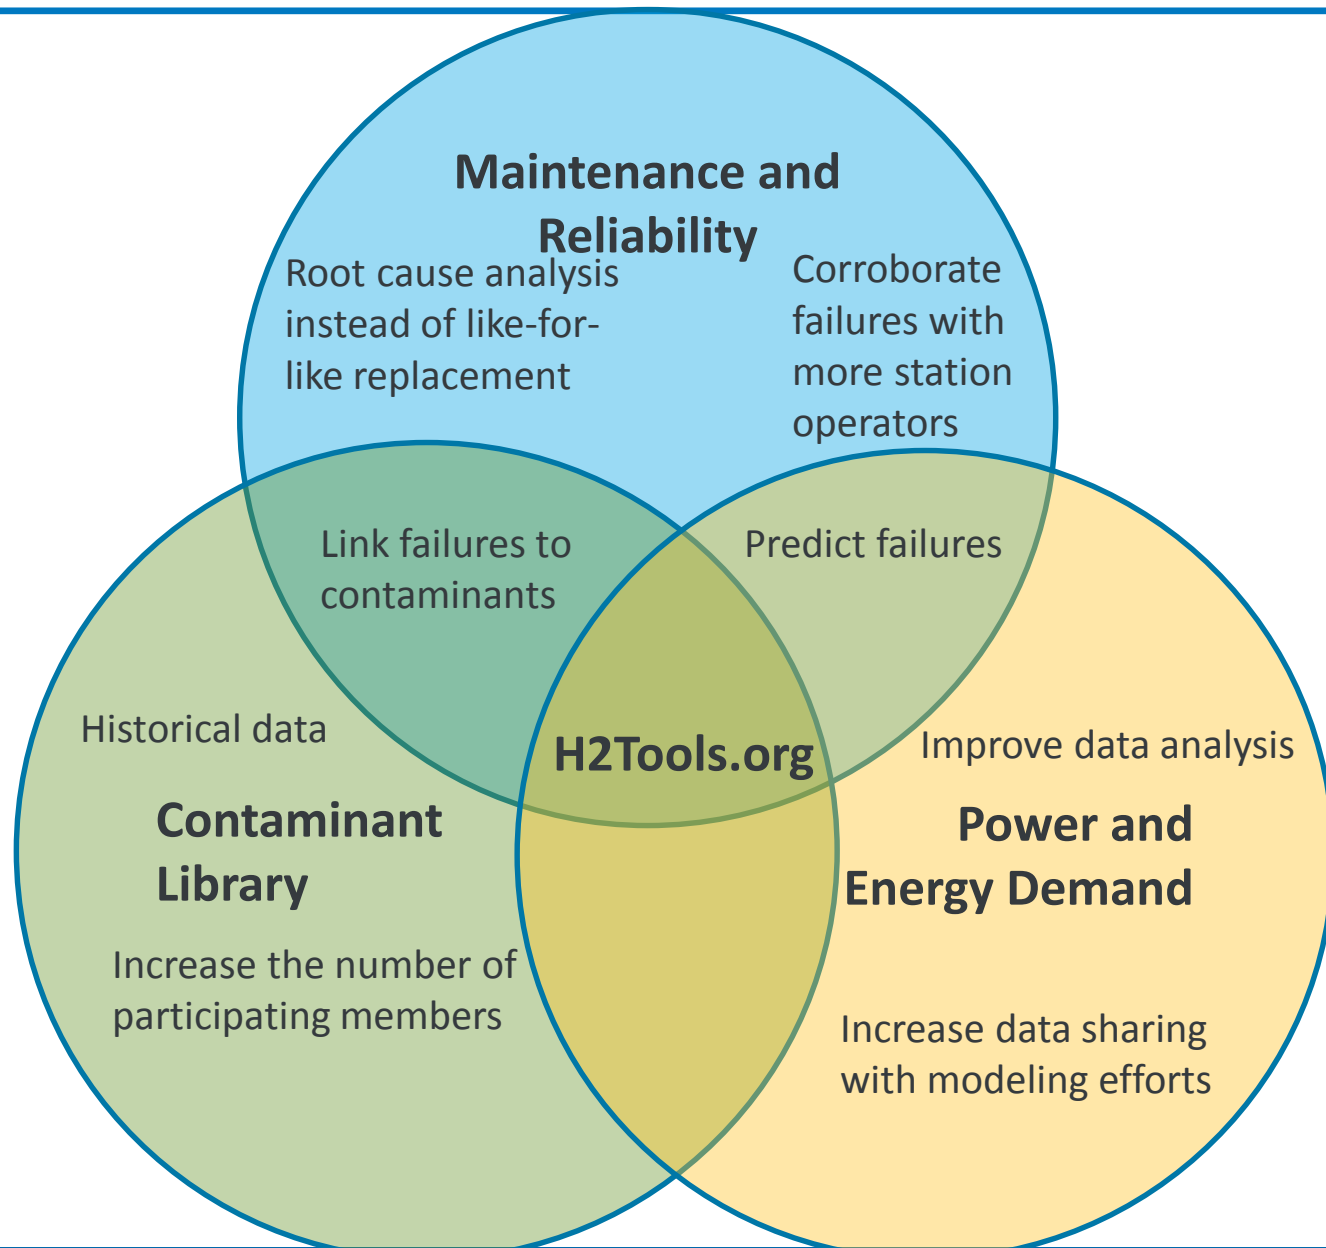 Maintenance and
Reliability
Root cause analysis
instead of like-for-
like replacement
Corroborate
failures with
more station
operators
Link failures to
contaminants
Predict failures
Historical data
H2Tools.org
Improve data analysis
Contaminant
Library
Power and
Energy Demand
Increase the number of
participating members
Increase data sharing
with modeling efforts